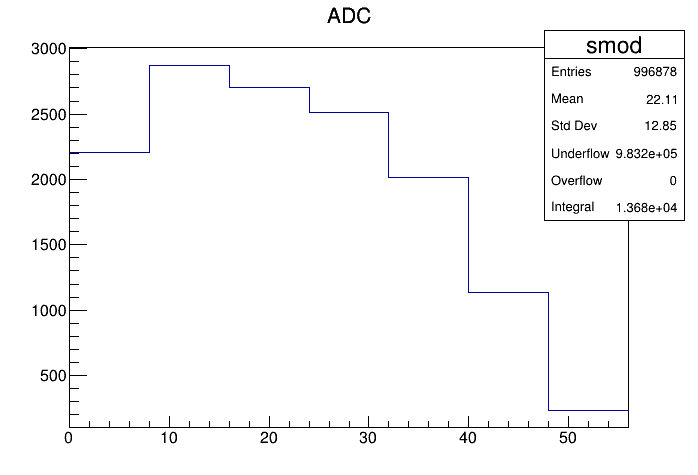 ADC
smod
Entries 996878
Mean 22.11
Std Dev 12.85
Underflow 9.832e+05
Overflow 0
Integral 1.368e+04
3000
2500
2000
1500
1000
500
0 10 20 30 40 50